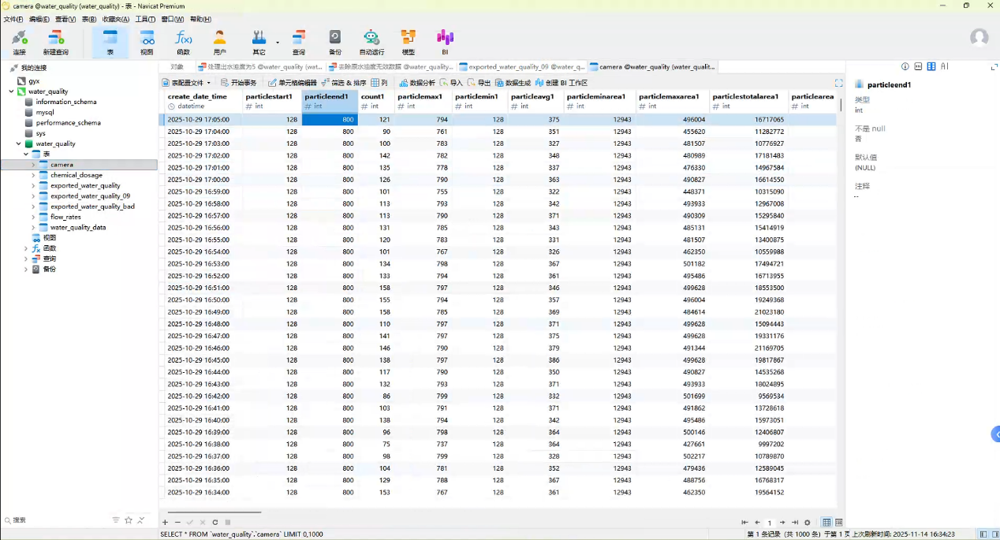 camera @water_quality (water_quality) - 表 - Navicat Premium
文件(F) 编辑(E) 查看(V) 表(B) 收藏夹(A) 工具(T) 窗口(W) 帮助(H)
连接 新建查询 表 视图 函数 用户 其它 查询 备份 自动运行 模型 BI
我的连接 对象 处理出水浊度为5 @water_quality (wat... 去除原水浊度无效数据 @water_quality... exported_water_quality_09 @water_q... camera @water_quality (water_qualit...
表配置文件 开始事务 单元格编辑器 筛选 & 排序 列 数据分析 导入 导出 数据生成 创建 BI 工作区
gyx
water_quality
information_schema
mysql
performance_schema
sys
water_quality
表
camera
chemical_dosage
exported_water_quality
exported_water_quality_09
exported_water_quality_bad
flow_rates
water_quality_data
视图
函数
查询
备份
搜索
create_date_time particlestart1 particleend1 count1 particlemax1 particlemin1 particleavg1 particleminarea1 particlemaxarea1 particlestotalarea1 particlearea
datetime # int # int # int # int # int # int # int # int # int # int
2025-10-29 17:05:00 128 800 121 794 128 375 12943 496004 16717065
2025-10-29 17:04:00 128 800 90 761 128 351 12943 455620 11282772
2025-10-29 17:03:00 128 800 100 783 128 327 12943 481507 10776927
2025-10-29 17:02:00 128 800 142 782 128 348 12943 480989 17181483
2025-10-29 17:01:00 128 800 135 778 128 337 12943 476330 14967584
2025-10-29 17:00:00 128 800 126 790 128 363 12943 490827 16614550
2025-10-29 16:59:00 128 800 101 755 128 322 12943 448371 10315090
2025-10-29 16:58:00 128 800 113 793 128 342 12943 493933 12967008
2025-10-29 16:57:00 128 800 113 790 128 371 12943 490309 15295840
2025-10-29 16:56:00 128 800 131 785 128 343 12943 485131 15414919
2025-10-29 16:55:00 128 800 120 783 128 331 12943 481507 13400875
2025-10-29 16:54:00 128 800 101 767 128 326 12943 462350 10559988
2025-10-29 16:53:00 128 800 134 798 128 367 12943 501182 17494721
2025-10-29 16:52:00 128 800 133 794 128 361 12943 495486 16713955
2025-10-29 16:51:00 128 800 158 797 128 346 12943 499628 18553500
2025-10-29 16:50:00 128 800 155 794 128 357 12943 496004 19249368
2025-10-29 16:49:00 128 800 158 785 128 369 12943 484614 21023180
2025-10-29 16:48:00 128 800 110 797 128 371 12943 499628 15094443
2025-10-29 16:47:00 128 800 141 797 128 375 12943 499628 19331176
2025-10-29 16:46:00 128 800 146 790 128 379 12943 491344 21169705
2025-10-29 16:45:00 128 800 138 797 128 386 12943 499628 19817867
2025-10-29 16:44:00 128 800 117 790 128 350 12943 490827 14535268
2025-10-29 16:43:00 128 800 132 793 128 371 12943 493933 18024895
2025-10-29 16:42:00 128 800 86 799 128 332 12943 501699 9569534
2025-10-29 16:41:00 128 800 103 791 128 371 12943 491862 13728618
2025-10-29 16:40:00 128 800 138 794 128 342 12943 495486 15973051
2025-10-29 16:39:00 128 800 96 798 128 364 12943 500146 12406807
2025-10-29 16:38:00 128 800 75 737 128 364 12943 427661 9997202
2025-10-29 16:37:00 128 800 98 799 128 328 12943 502217 10789870
2025-10-29 16:36:00 128 800 104 781 128 352 12943 479436 12589045
2025-10-29 16:35:00 128 800 129 788 128 367 12943 488756 16768317
2025-10-29 16:34:00 128 800 153 767 128 361 12943 462350 19564152
particleend1
类型
int
不是 null
否
默认值
(NULL)
注释
--
1
SELECT * FROM `water_quality`.`camera` LIMIT 0,1000 第 1 条记录 (共 1000 条) 于第 1 页 上次刷新时间: 2025-11-14 16:34:23